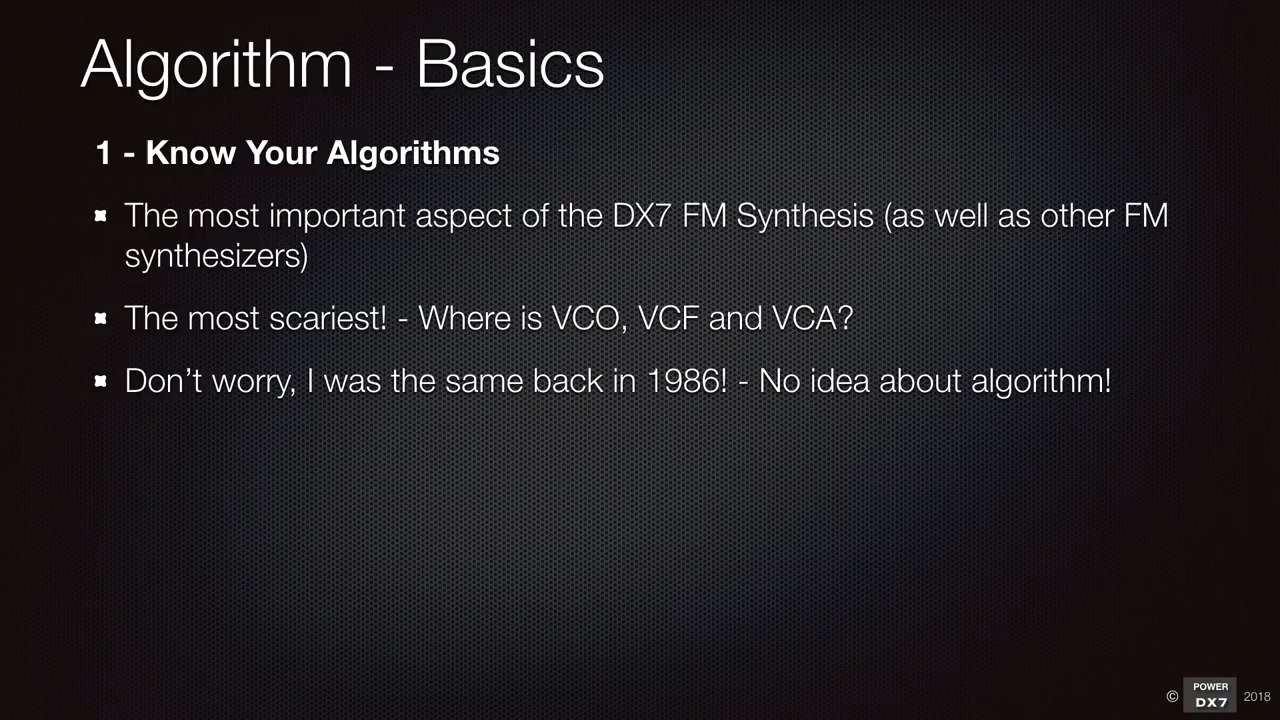 Algorithm - Basics
1 - Know Your Algorithms
The most important aspect of the DX7 FM Synthesis (as well as other FM
synthesizers)
The most scariest! - Where is VCO, VCF and VCA?
Don’t worry, I was the same back in 1986! - No idea about algorithm!
© POWER DX7 2018